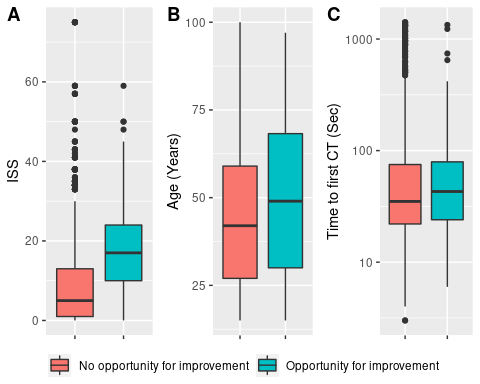 A
ISS
60
40
20
0
B
Age (Years)
100
75
50
25
C
Time to first CT (Sec)
1000
100
10
No opportunity for improvement
Opportunity for improvement